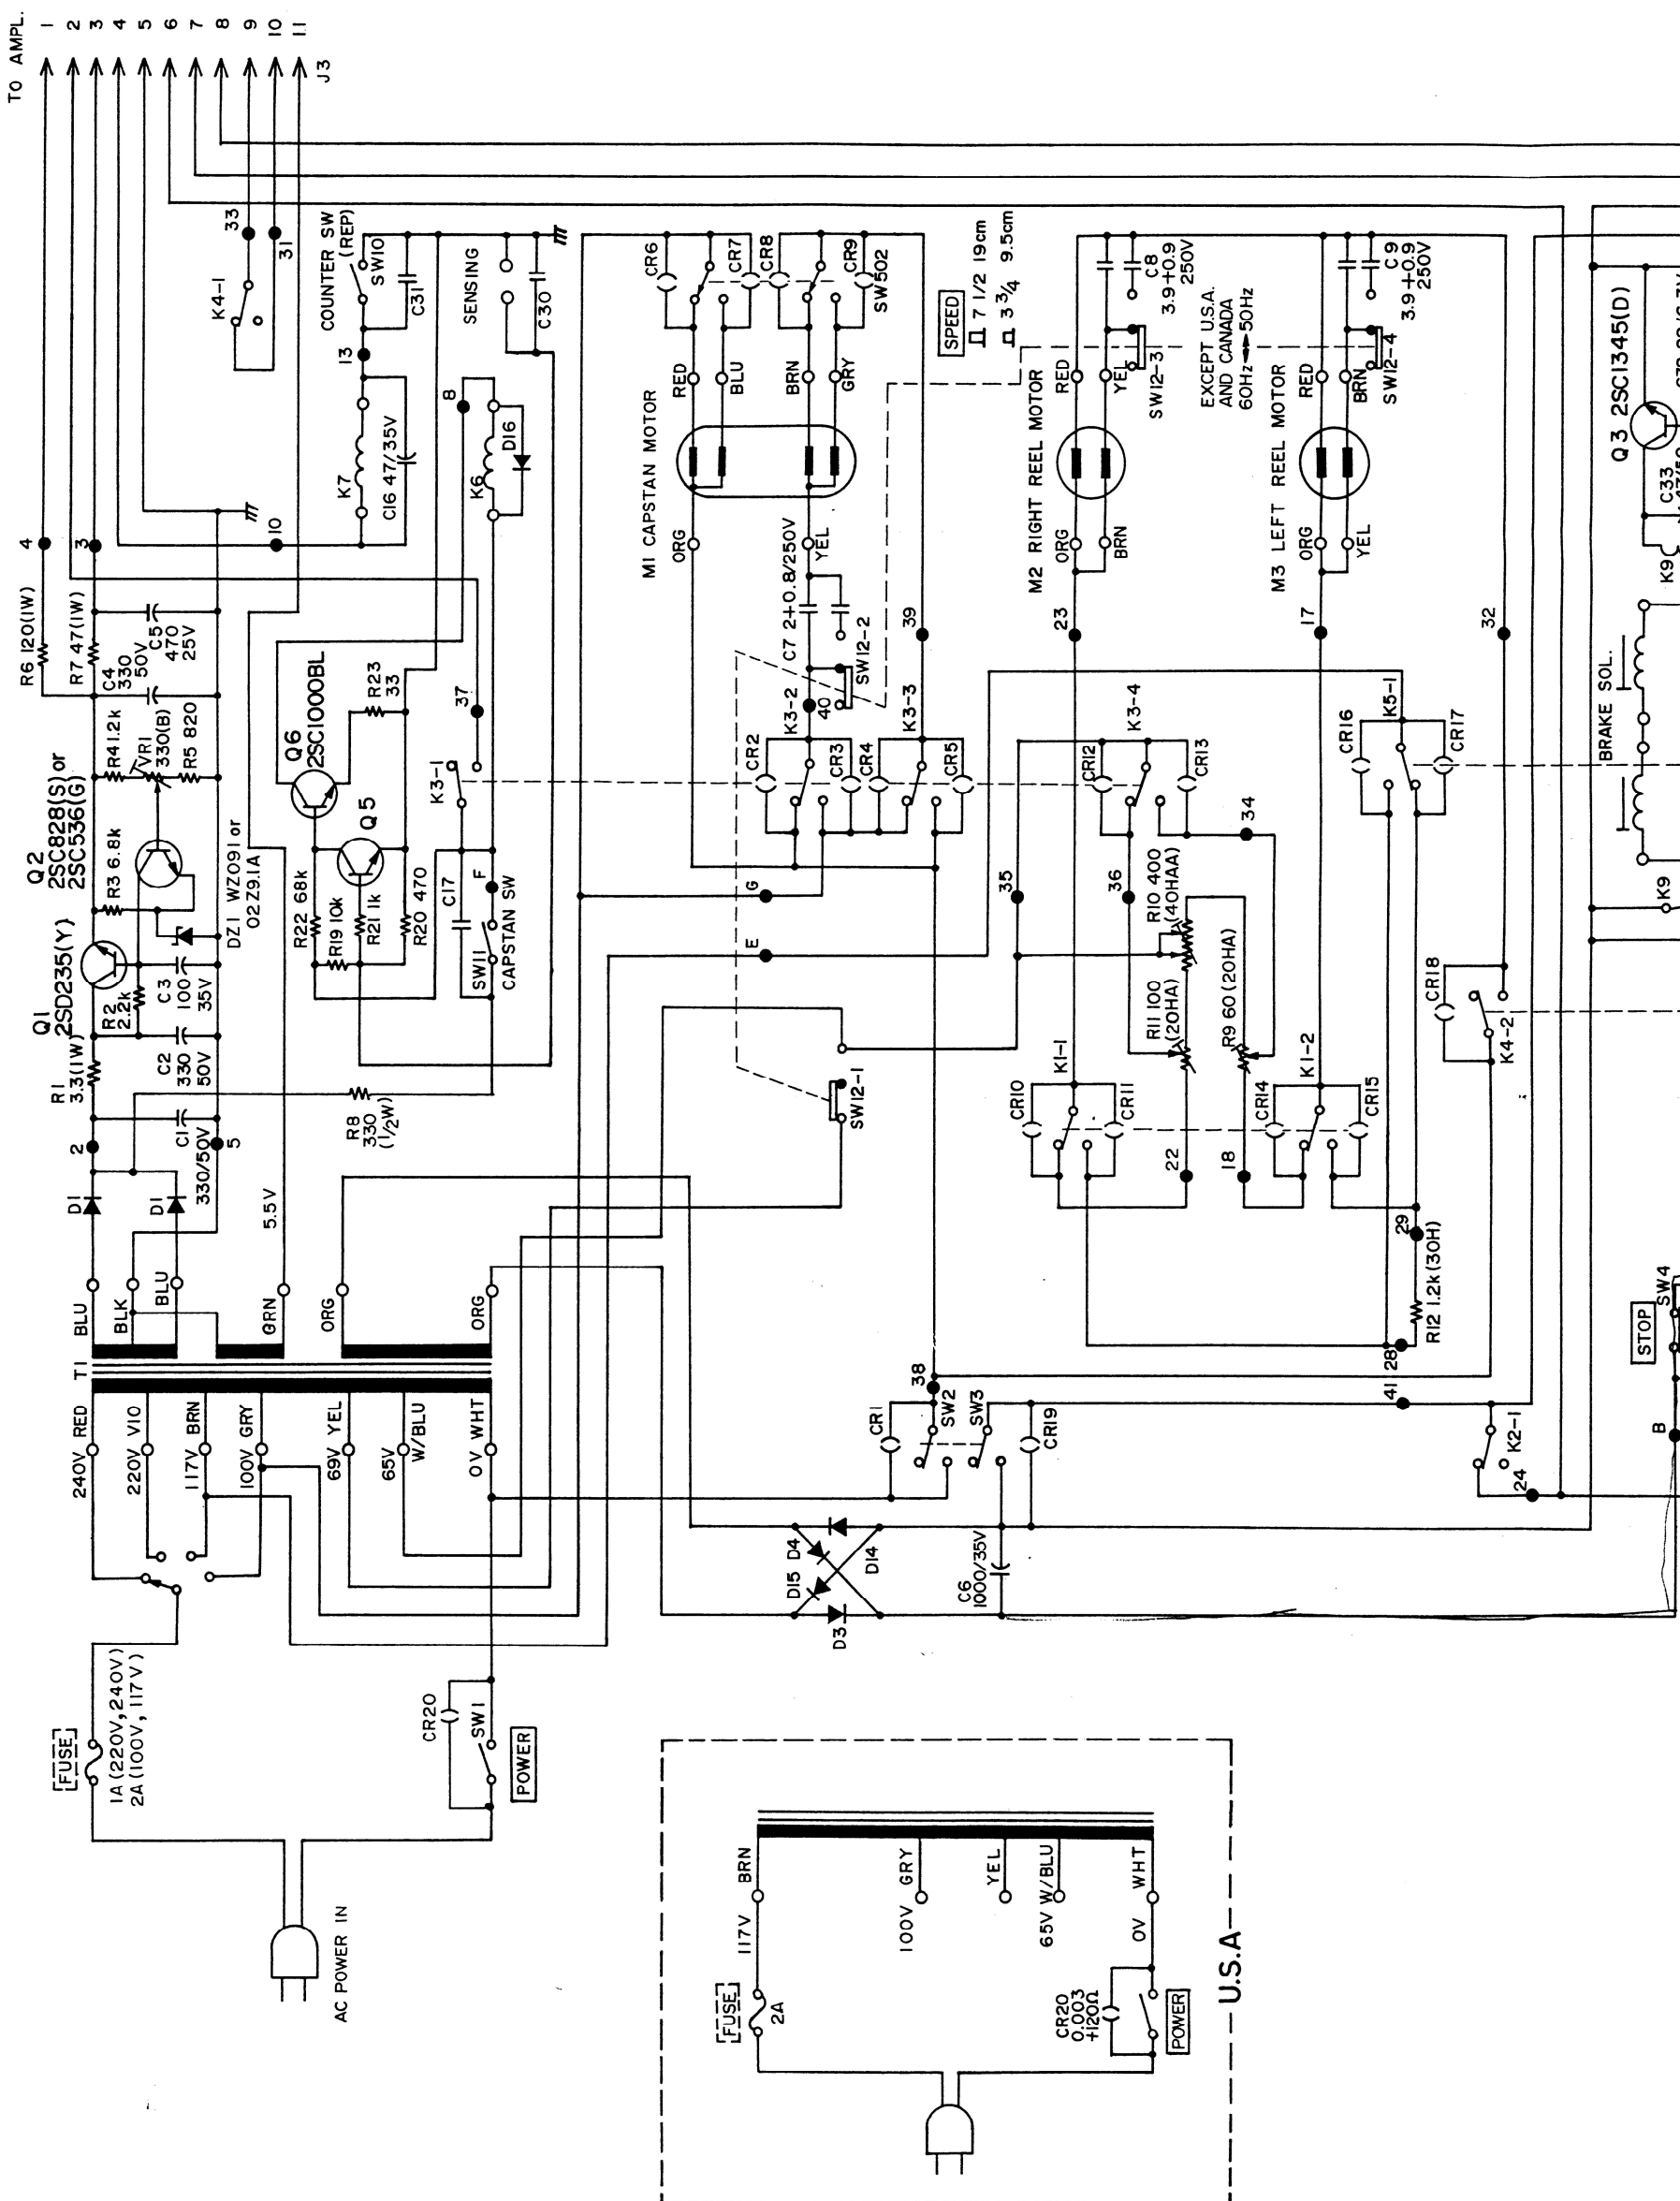 TO AMPL.
1
2
3
4
5
6
7
8
9
10
11
J3
R6 120(1W)
4
R7 47(1W)
3
C4
330
50V
C5
470
25V
10
33
31
K4-1
COUNTER SW
(REP)
SW10
C31
13
K7
C16 47/35V
SENSING
C30
8
K6
D16
Q2
2SC828(S) or
2SC536(G)
R4 1.2k
VR1
330(B)
R5 820
R3 6.8k
DZ1 WZ091 or
02Z9.1A
Q1
2SD235(Y)
R1
3.3(1W)
R2
2.2k
C3
100
35V
C2
330
50V
C1
330/50V
2
5
D1
D1
5.5V
R8
330
(1/2W)
Q6
2SC1000BL
R23
33
Q5
37
K3-1
R22 68k
R19 10k
R21 1k
R20 470
C17
F
SW11
CAPSTAN SW
BLU
BLK
BLU
GRN
ORG
ORG
T1
240V RED
220V V10
117V BRN
100V GRY
69V YEL
65V
W/BLU
0V WHT
[FUSE]
1A (220V,240V)
2A (100V, 117V)
CR20
SW1
POWER
AC POWER IN
M1 CAPSTAN MOTOR
RED
BLU
BRN
GRY
ORG
YEL
CR6
CR7
CR8
CR9
SW502
SPEED
7 1/2 19cm
3 3/4 9.5cm
C7 2+0.8/250V
SW12-2
39
K3-2
40
K3-3
CR2
CR3
CR4
CR5
G
E
SW12-1
M2 RIGHT REEL MOTOR
RED
YEL
ORG
BRN
C8
3.9+0.9
250V
SW12-3
EXCEPT U.S.A.
AND CANADA
60Hz 50Hz
M3 LEFT REEL MOTOR
RED
BRN
ORG
YEL
C9
3.9+0.9
250V
SW12-4
23
17
32
K3-4
CR12
CR13
34
35
36
R10 400
(40HAA)
R11 100
(20HA)
R9 60 (20HA)
K1-1
CR10
CR11
K1-2
CR14
CR15
22
18
CR16
K5-1
CR17
CR18
K4-2
29
R12 1.2k (30H)
28
41
38
CR1
SW2
SW3
CR19
K2-1
24
D15
D4
D14
D3
C6
1000/35V
Q3 2SC1345(D)
C33
K9
BRAKE SOL.
K9
STOP
SW4
B
[FUSE]
2A
117V BRN
100V GRY
YEL
65V W/BLU
0V WHT
CR20
0.003
+120Ω
POWER
U.S.A